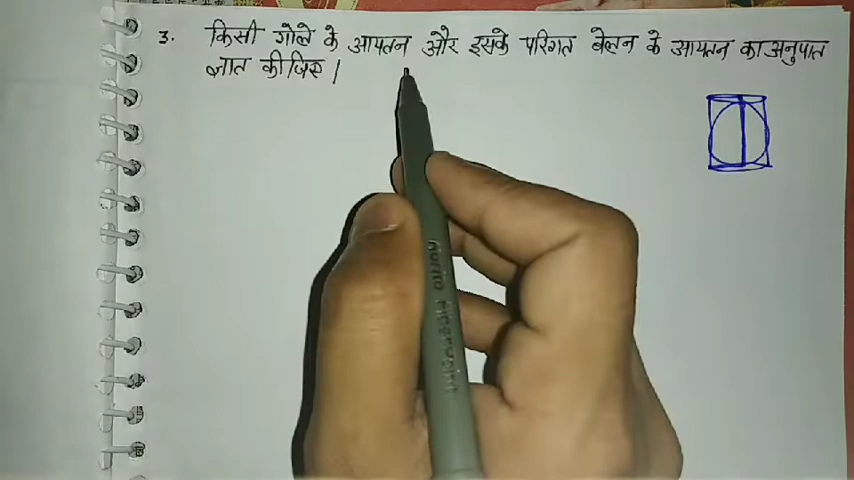 3. किसी गोले के आयतन और इसके परिगत बेलन के आयतन का अनुपात
ज्ञात कीजिए।